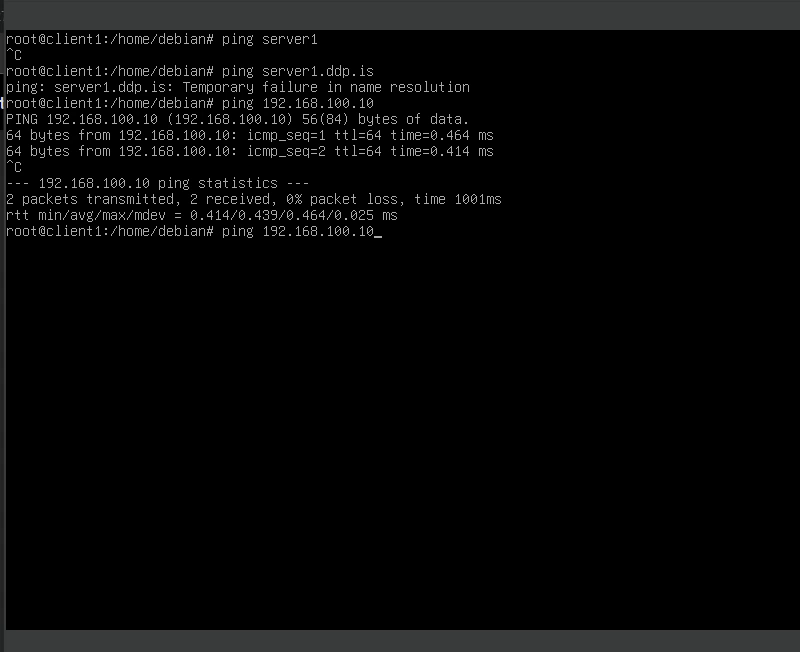 root@client1:/home/debian# ping server1
^C
root@client1:/home/debian# ping server1.ddp.is
ping: server1.ddp.is: Temporary failure in name resolution
root@client1:/home/debian# ping 192.168.100.10
PING 192.168.100.10 (192.168.100.10) 56(84) bytes of data.
64 bytes from 192.168.100.10: icmp_seq=1 ttl=64 time=0.464 ms
64 bytes from 192.168.100.10: icmp_seq=2 ttl=64 time=0.414 ms
^C
--- 192.168.100.10 ping statistics ---
2 packets transmitted, 2 received, 0% packet loss, time 1001ms
rtt min/avg/max/mdev = 0.414/0.439/0.464/0.025 ms
root@client1:/home/debian# ping 192.168.100.10_